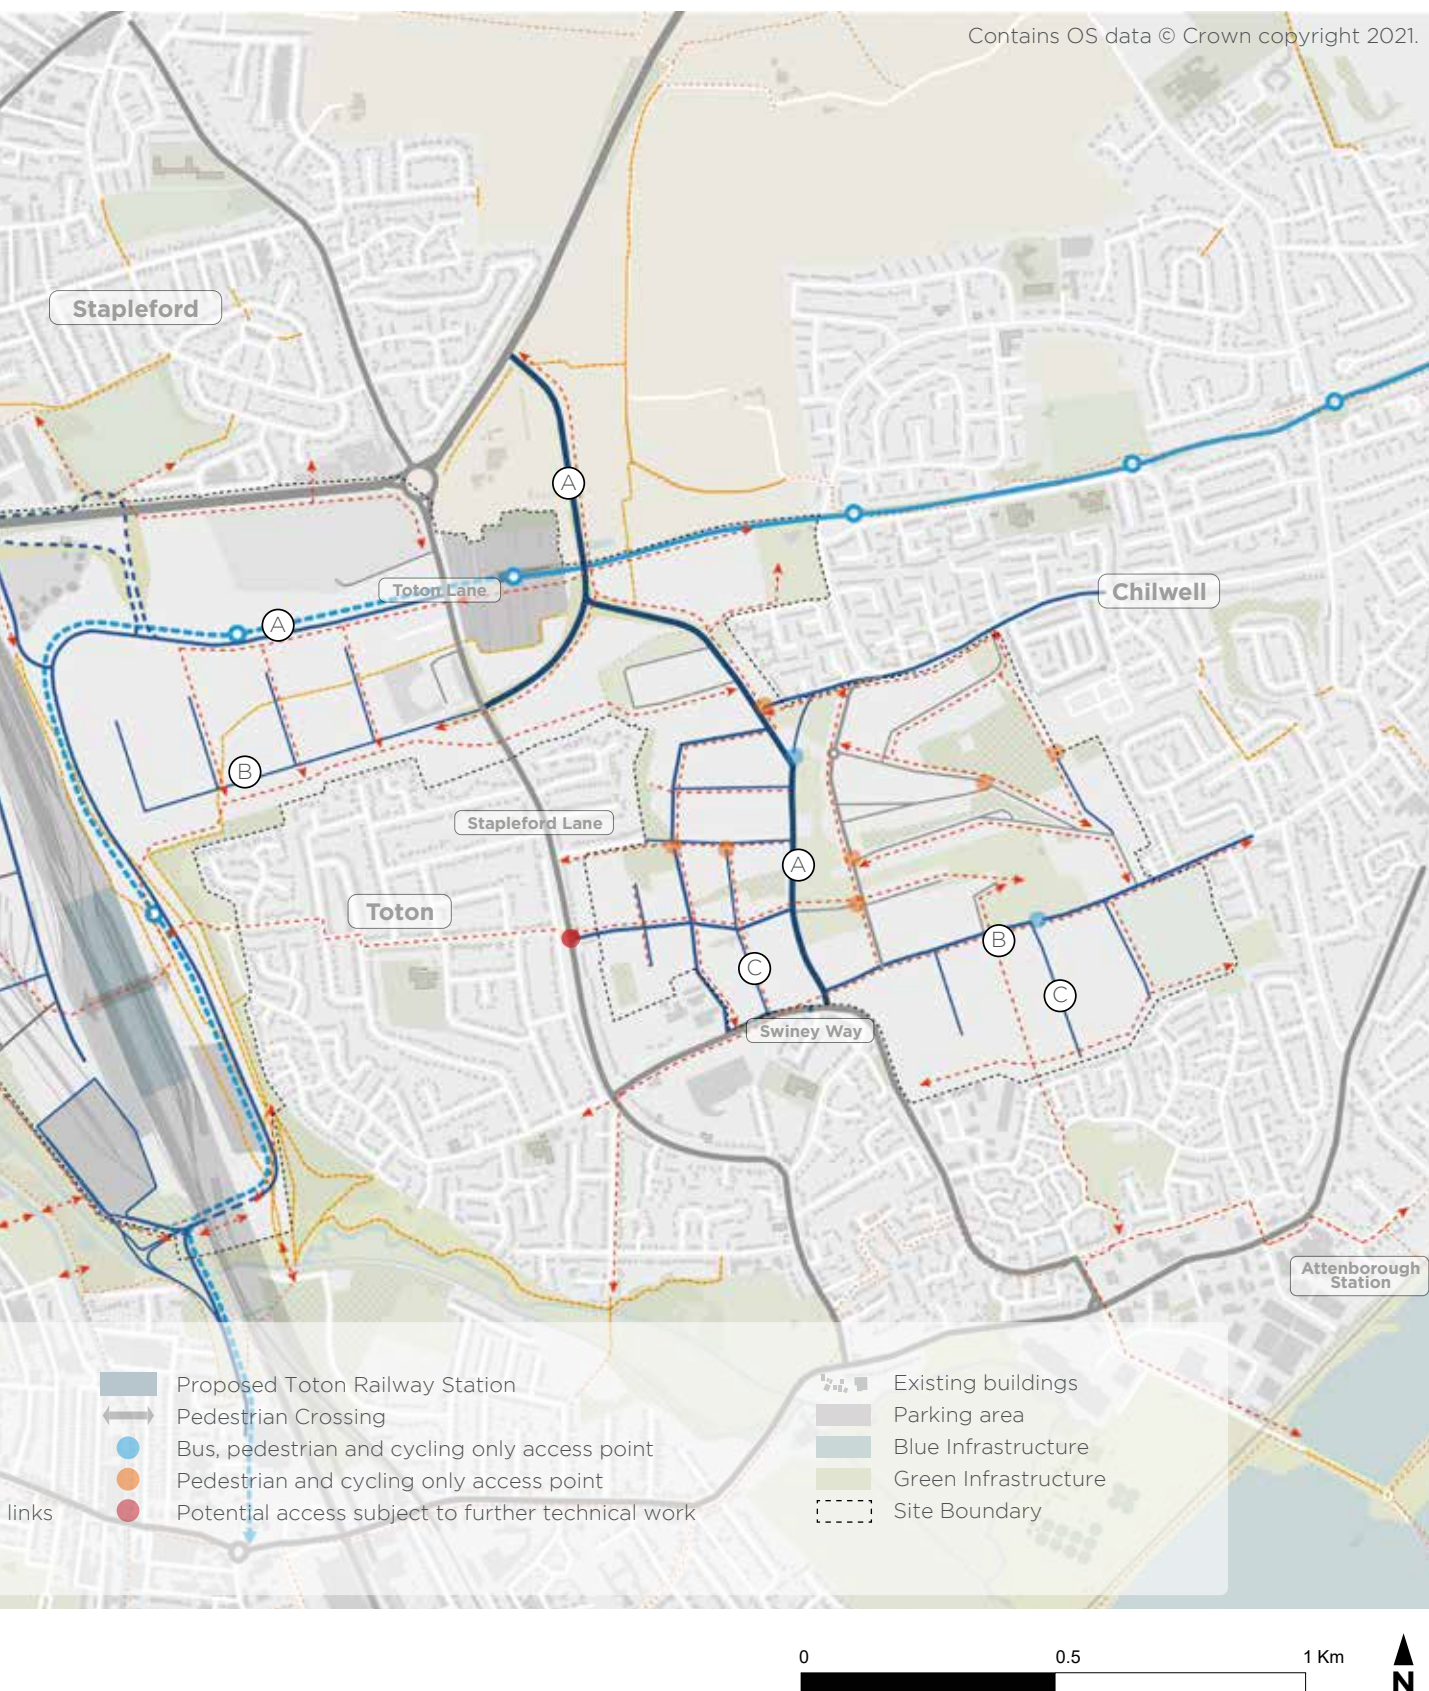 Contains OS data © Crown copyright 2021.
Stapleford
A
Toton Lane
Chilwell
A
B
Stapleford Lane
A
Toton
B
C
C
Swiney Way
Attenborough
Station
Proposed Toton Railway Station
Pedestrian Crossing
Bus, pedestrian and cycling only access point
Pedestrian and cycling only access point
links
Potential access subject to further technical work
Existing buildings
Parking area
Blue Infrastructure
Green Infrastructure
Site Boundary
0 0.5 1 Km
N